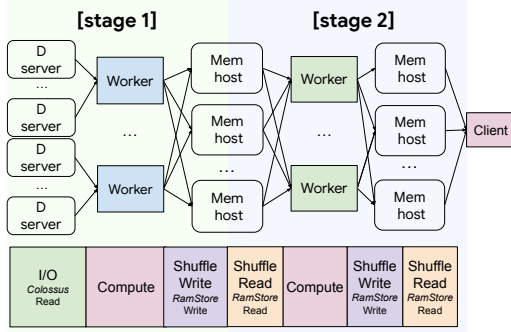 [stage 1]
[stage 2]
D
server
...
D
server
D
server
...
D
server
Worker
...
Worker
Mem
host
Mem
host
...
Mem
host
Worker
...
Worker
Mem
host
Mem
host
...
Mem
host
Client
I/O
Colossus
Read
Compute
Shuffle
Write
RamStore
Write
Shuffle
Read
RamStore
Read
Compute
Shuffle
Write
RamStore
Write
Shuffle
Read
RamStore
Read